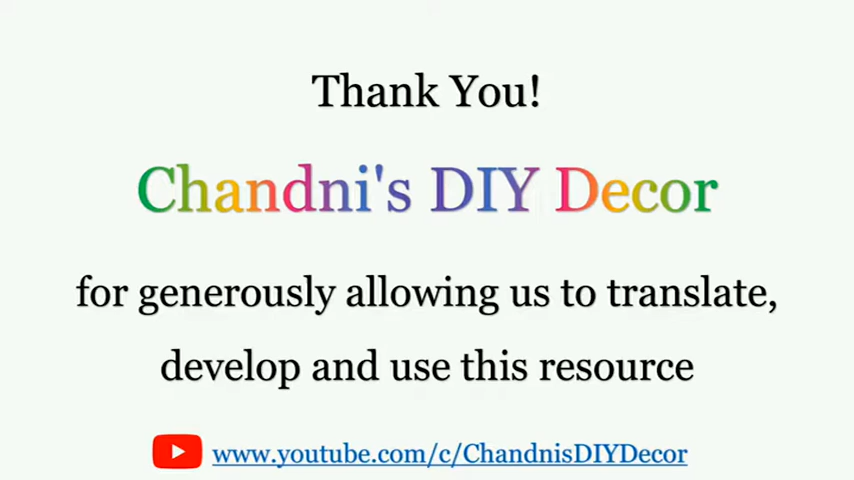 Thank You!
Chandni's DIY Decor
for generously allowing us to translate,
develop and use this resource
www.youtube.com/c/ChandnisDIYDecor